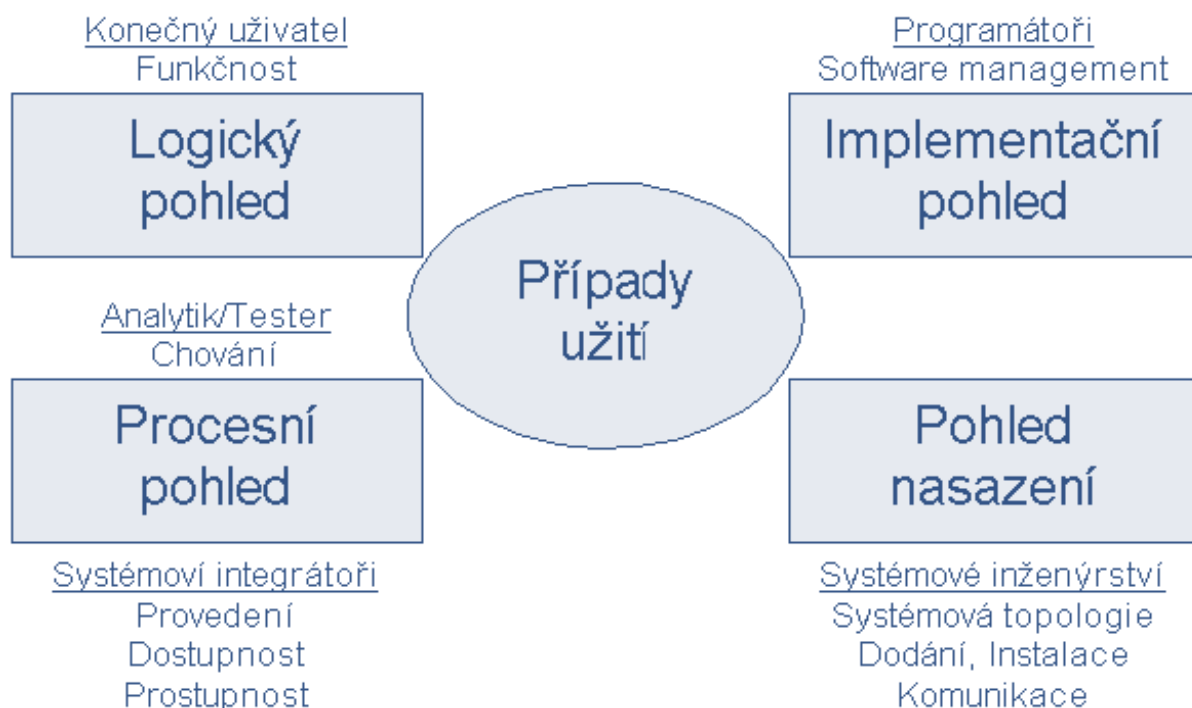 Konečný uživatel
Funkčnost
Logický
pohled
Programátoři
Software management
Implementační
pohled
Případy
užití
Analytik/Tester
Chování
Procesní
pohled
Systémoví integrátoři
Provedení
Dostupnost
Prostupnost
Pohled
nasazení
Systémové inženýrství
Systémová topologie
Dodání, Instalace
Komunikace